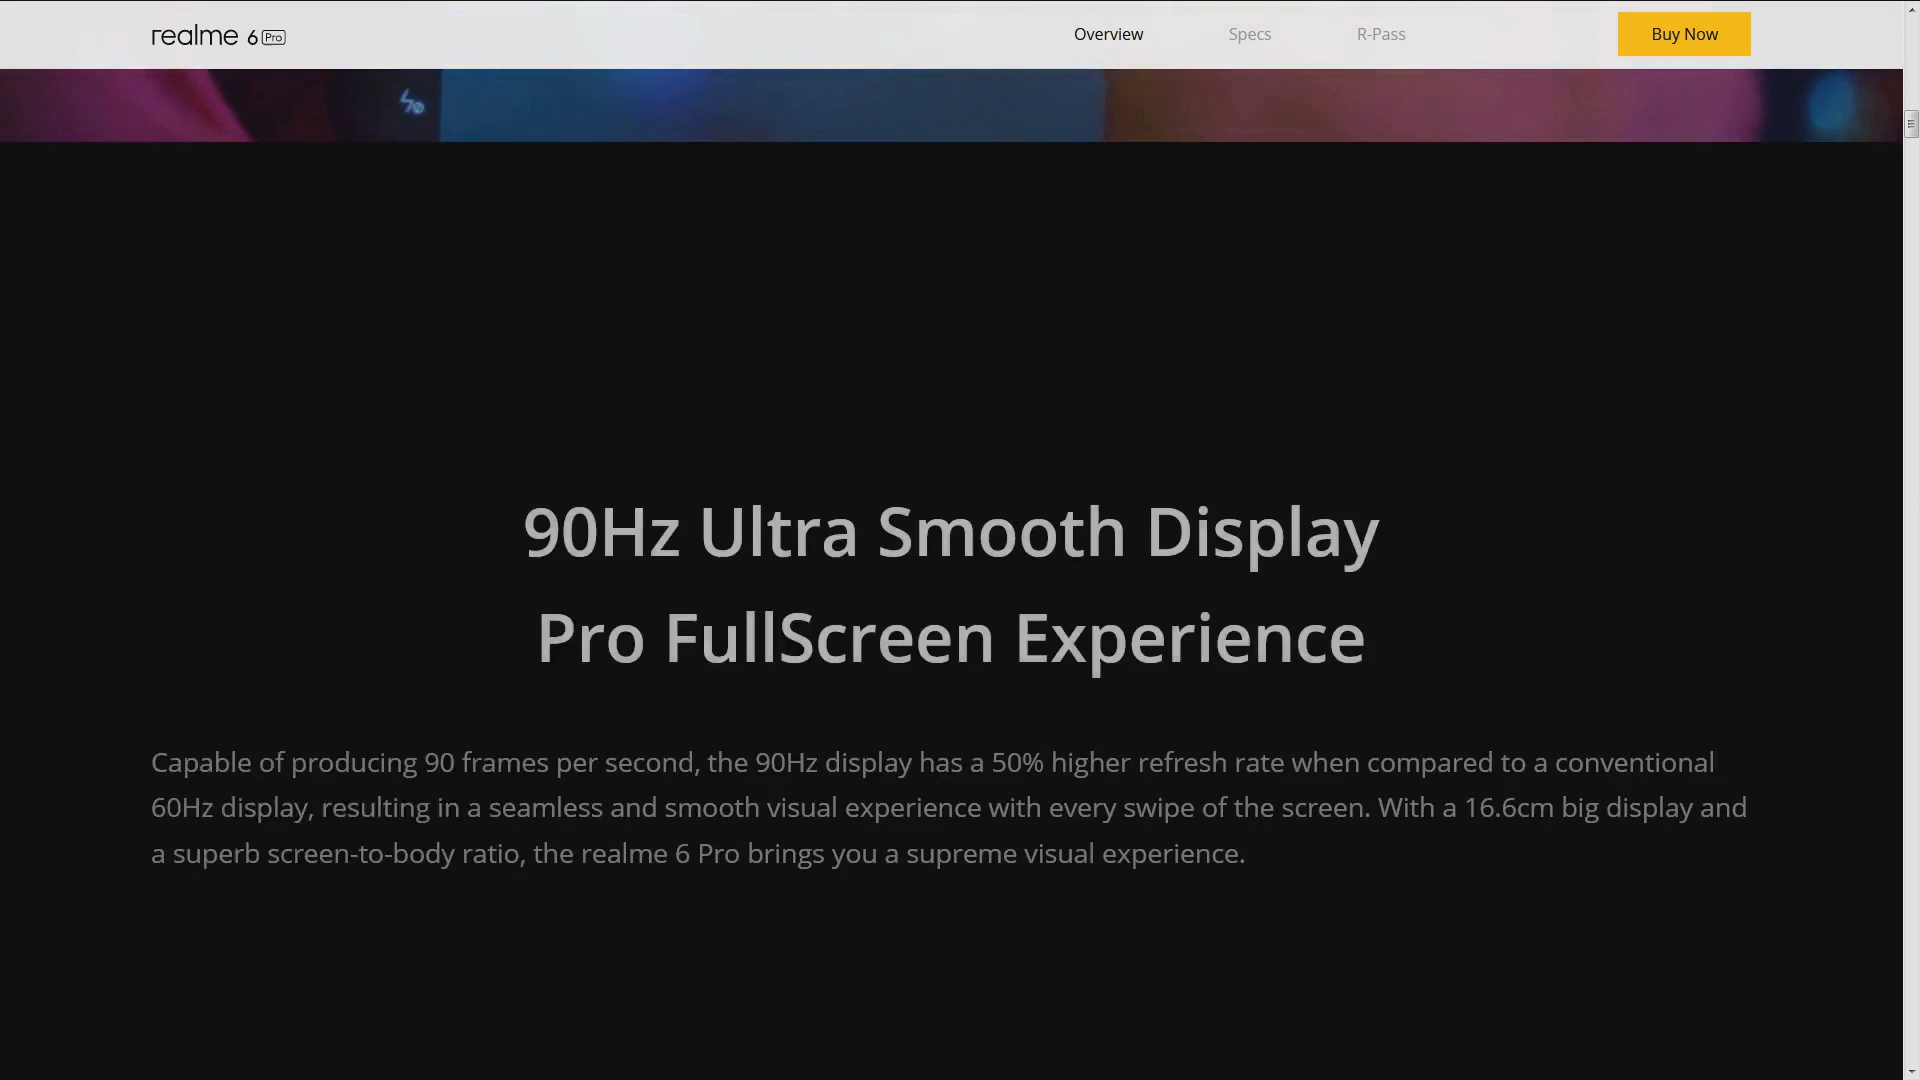 realme 6 Pro
Overview
Specs
R-Pass
Buy Now
90Hz Ultra Smooth Display
Pro FullScreen Experience
Capable of producing 90 frames per second, the 90Hz display has a 50% higher refresh rate when compared to a conventional
60Hz display, resulting in a seamless and smooth visual experience with every swipe of the screen. With a 16.6cm big display and
a superb screen-to-body ratio, the realme 6 Pro brings you a supreme visual experience.